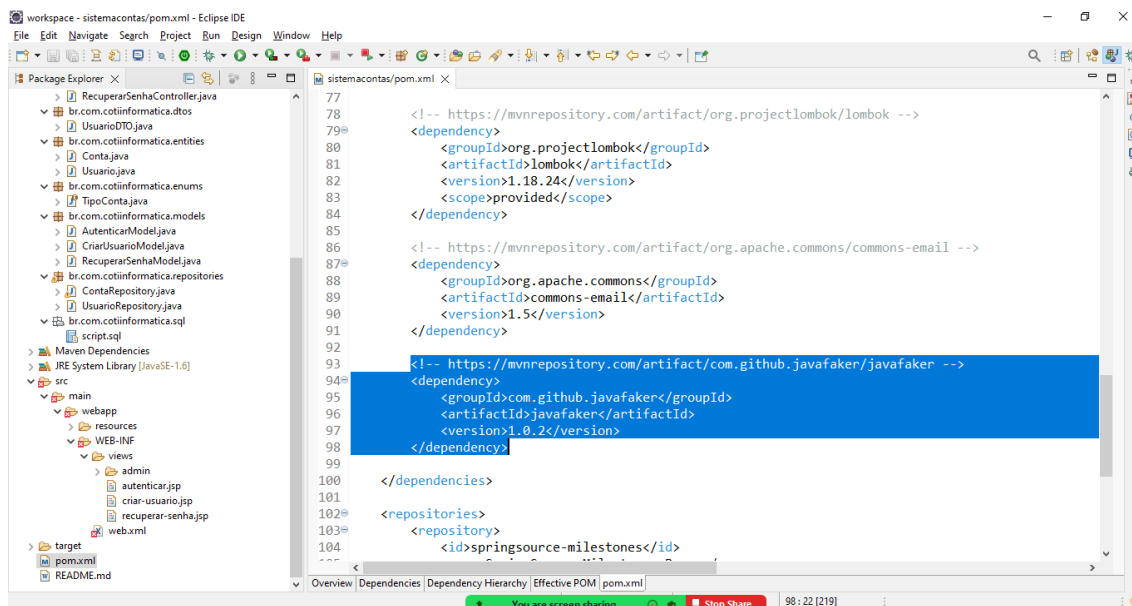 workspace - sistemacontas/pom.xml - Eclipse IDE
File Edit Navigate Search Project Run Design Window Help
Package Explorer
sistemacontas/pom.xml
RecuperarSenhaController.java
br.com.cotiinformatica.dtos
UsuarioDTO.java
br.com.cotiinformatica.entities
Conta.java
Usuario.java
br.com.cotiinformatica.enums
TipoConta.java
br.com.cotiinformatica.models
AutenticarModel.java
CriarUsuarioModel.java
RecuperarSenhaModel.java
br.com.cotiinformatica.repositories
ContaRepository.java
UsuarioRepository.java
br.com.cotiinformatica.sql
script.sql
Maven Dependencies
JRE System Library [JavaSE-1.6]
src
main
webapp
resources
WEB-INF
views
admin
autenticar.jsp
criar-usuario.jsp
recuperar-senha.jsp
web.xml
target
pom.xml
README.md
77
78 <!-- https://mvnrepository.com/artifact/org.projectlombok/lombok -->
79 <dependency>
80 <groupId>org.projectlombok</groupId>
81 <artifactId>lombok</artifactId>
82 <version>1.18.24</version>
83 <scope>provided</scope>
84 </dependency>
85
86 <!-- https://mvnrepository.com/artifact/org.apache.commons/commons-email -->
87 <dependency>
88 <groupId>org.apache.commons</groupId>
89 <artifactId>commons-email</artifactId>
90 <version>1.5</version>
91 </dependency>
92
93 <!-- https://mvnrepository.com/artifact/com.github.javafaker/javafaker -->
94 <dependency>
95 <groupId>com.github.javafaker</groupId>
96 <artifactId>javafaker</artifactId>
97 <version>1.0.2</version>
98 </dependency>
99
100 </dependencies>
101
102 <repositories>
103 <repository>
104 <id>springsource-milestones</id>
Overview Dependencies Dependency Hierarchy Effective POM pom.xml
You are screen sharing Stop Share 98 : 22 [219]